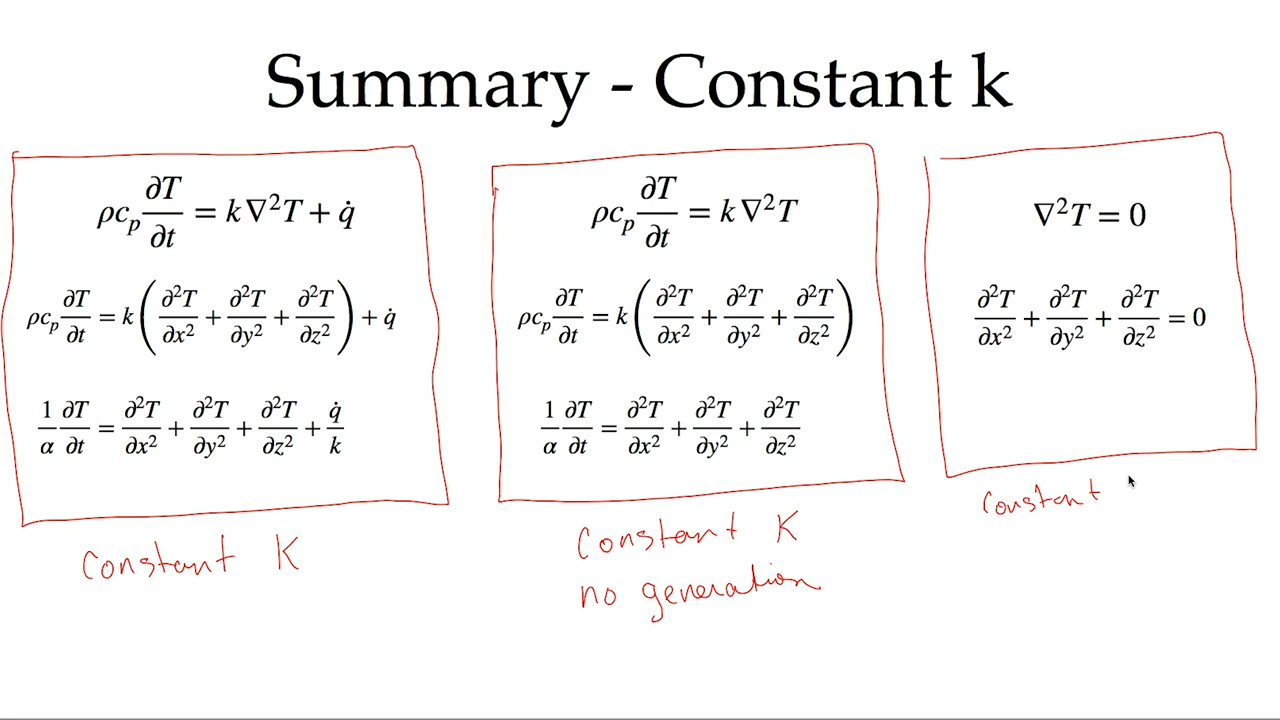 Summary - Constant k
ρc_p ∂T/∂t = k∇²T + q̇
ρc_p ∂T/∂t = k(∂²T/∂x² + ∂²T/∂y² + ∂²T/∂z²) + q̇
1/α ∂T/∂t = ∂²T/∂x² + ∂²T/∂y² + ∂²T/∂z² + q̇/k
Constant K
ρc_p ∂T/∂t = k∇²T
ρc_p ∂T/∂t = k(∂²T/∂x² + ∂²T/∂y² + ∂²T/∂z²)
1/α ∂T/∂t = ∂²T/∂x² + ∂²T/∂y² + ∂²T/∂z²
Constant K
no generation
∇²T = 0
∂²T/∂x² + ∂²T/∂y² + ∂²T/∂z² = 0
Constant